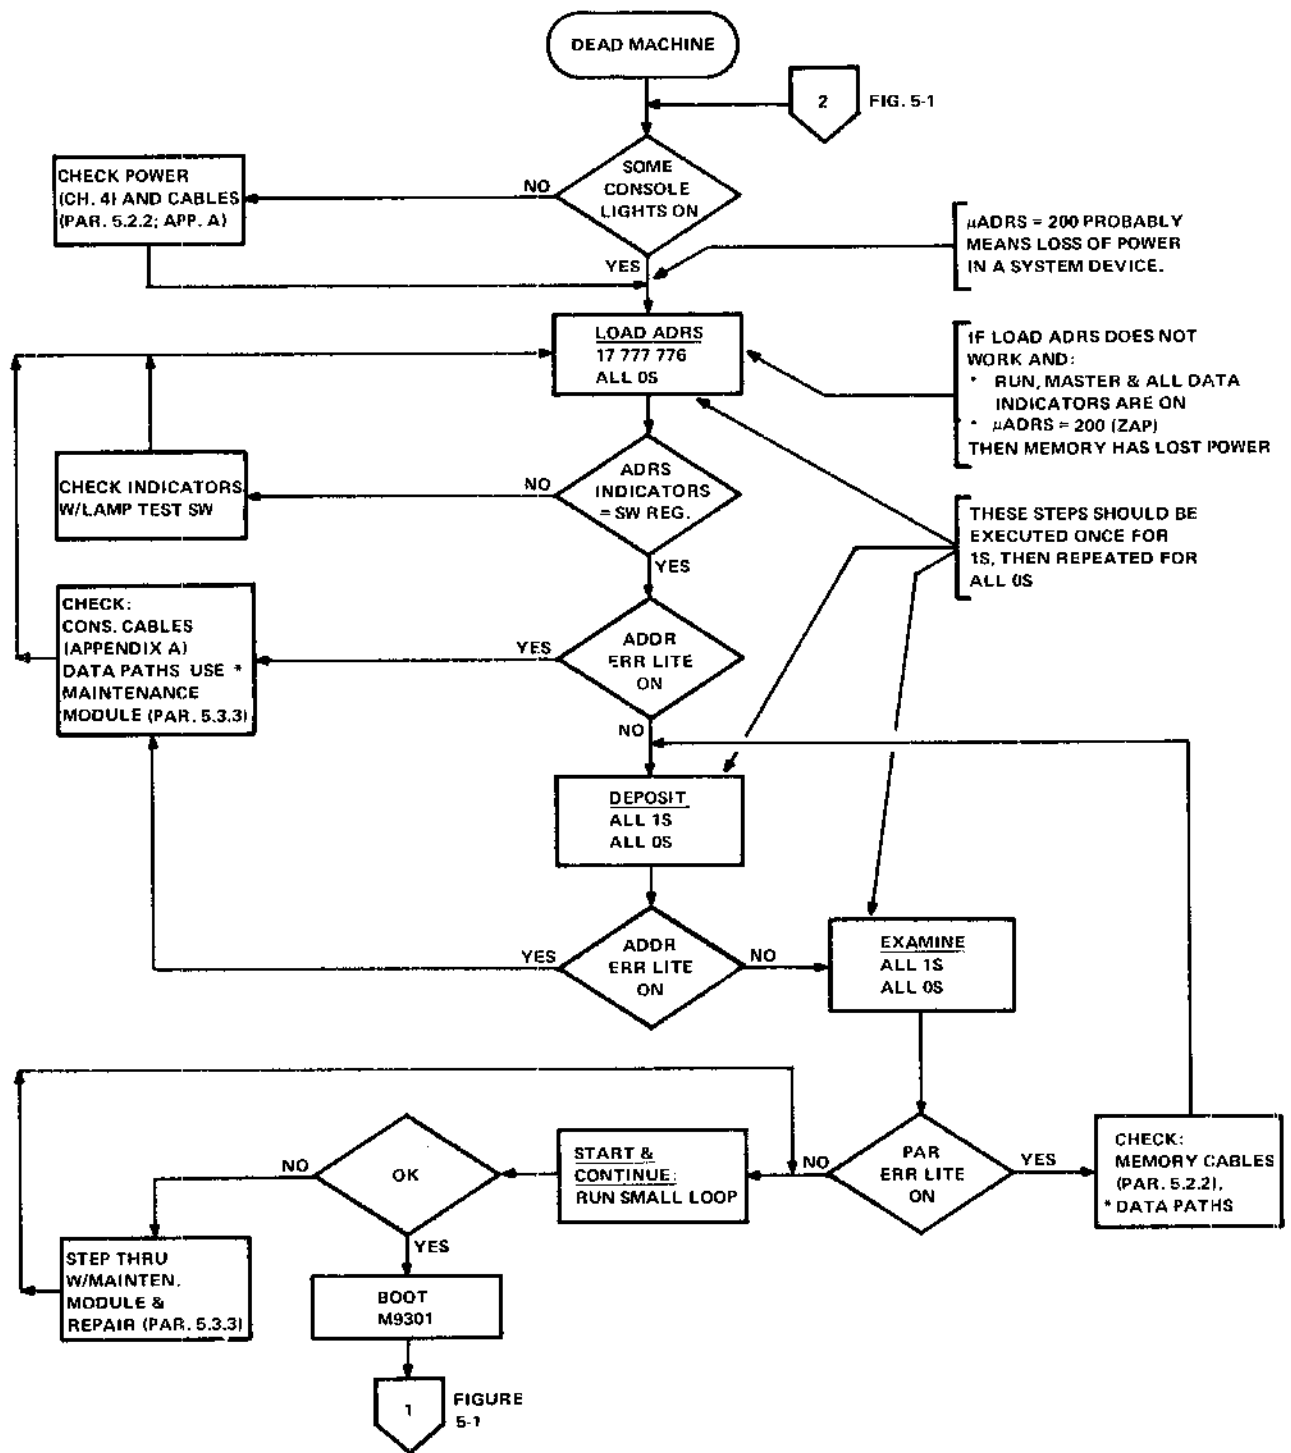 DEAD MACHINE
2
FIG. 5-1
SOME
CONSOLE
LIGHTS ON
NO
YES
CHECK POWER
(CH. 4) AND CABLES
(PAR. 5.2.2; APP. A)
µADRS = 200 PROBABLY
MEANS LOSS OF POWER
IN A SYSTEM DEVICE.
LOAD ADRS
17 777 776
ALL 0S
IF LOAD ADRS DOES NOT
WORK AND:
* RUN, MASTER & ALL DATA
INDICATORS ARE ON
* µADRS = 200 (ZAP)
THEN MEMORY HAS LOST POWER
ADRS
INDICATORS
= SW REG.
NO
YES
CHECK INDICATORS
W/LAMP TEST SW
THESE STEPS SHOULD BE
EXECUTED ONCE FOR
1S, THEN REPEATED FOR
ALL 0S
CHECK:
CONS. CABLES
(APPENDIX A)
DATA PATHS USE *
MAINTENANCE
MODULE (PAR. 5.3.3)
YES
ADDR
ERR LITE
ON
NO
DEPOSIT
ALL 1S
ALL 0S
YES
ADDR
ERR LITE
ON
NO
EXAMINE
ALL 1S
ALL 0S
PAR
ERR LITE
ON
NO
YES
CHECK:
MEMORY CABLES
(PAR. 5.2.2),
* DATA PATHS
START &
CONTINUE:
RUN SMALL LOOP
OK
NO
YES
STEP THRU
W/MAINTEN.
MODULE &
REPAIR (PAR. 5.3.3)
BOOT
M9301
1
FIGURE
5-1